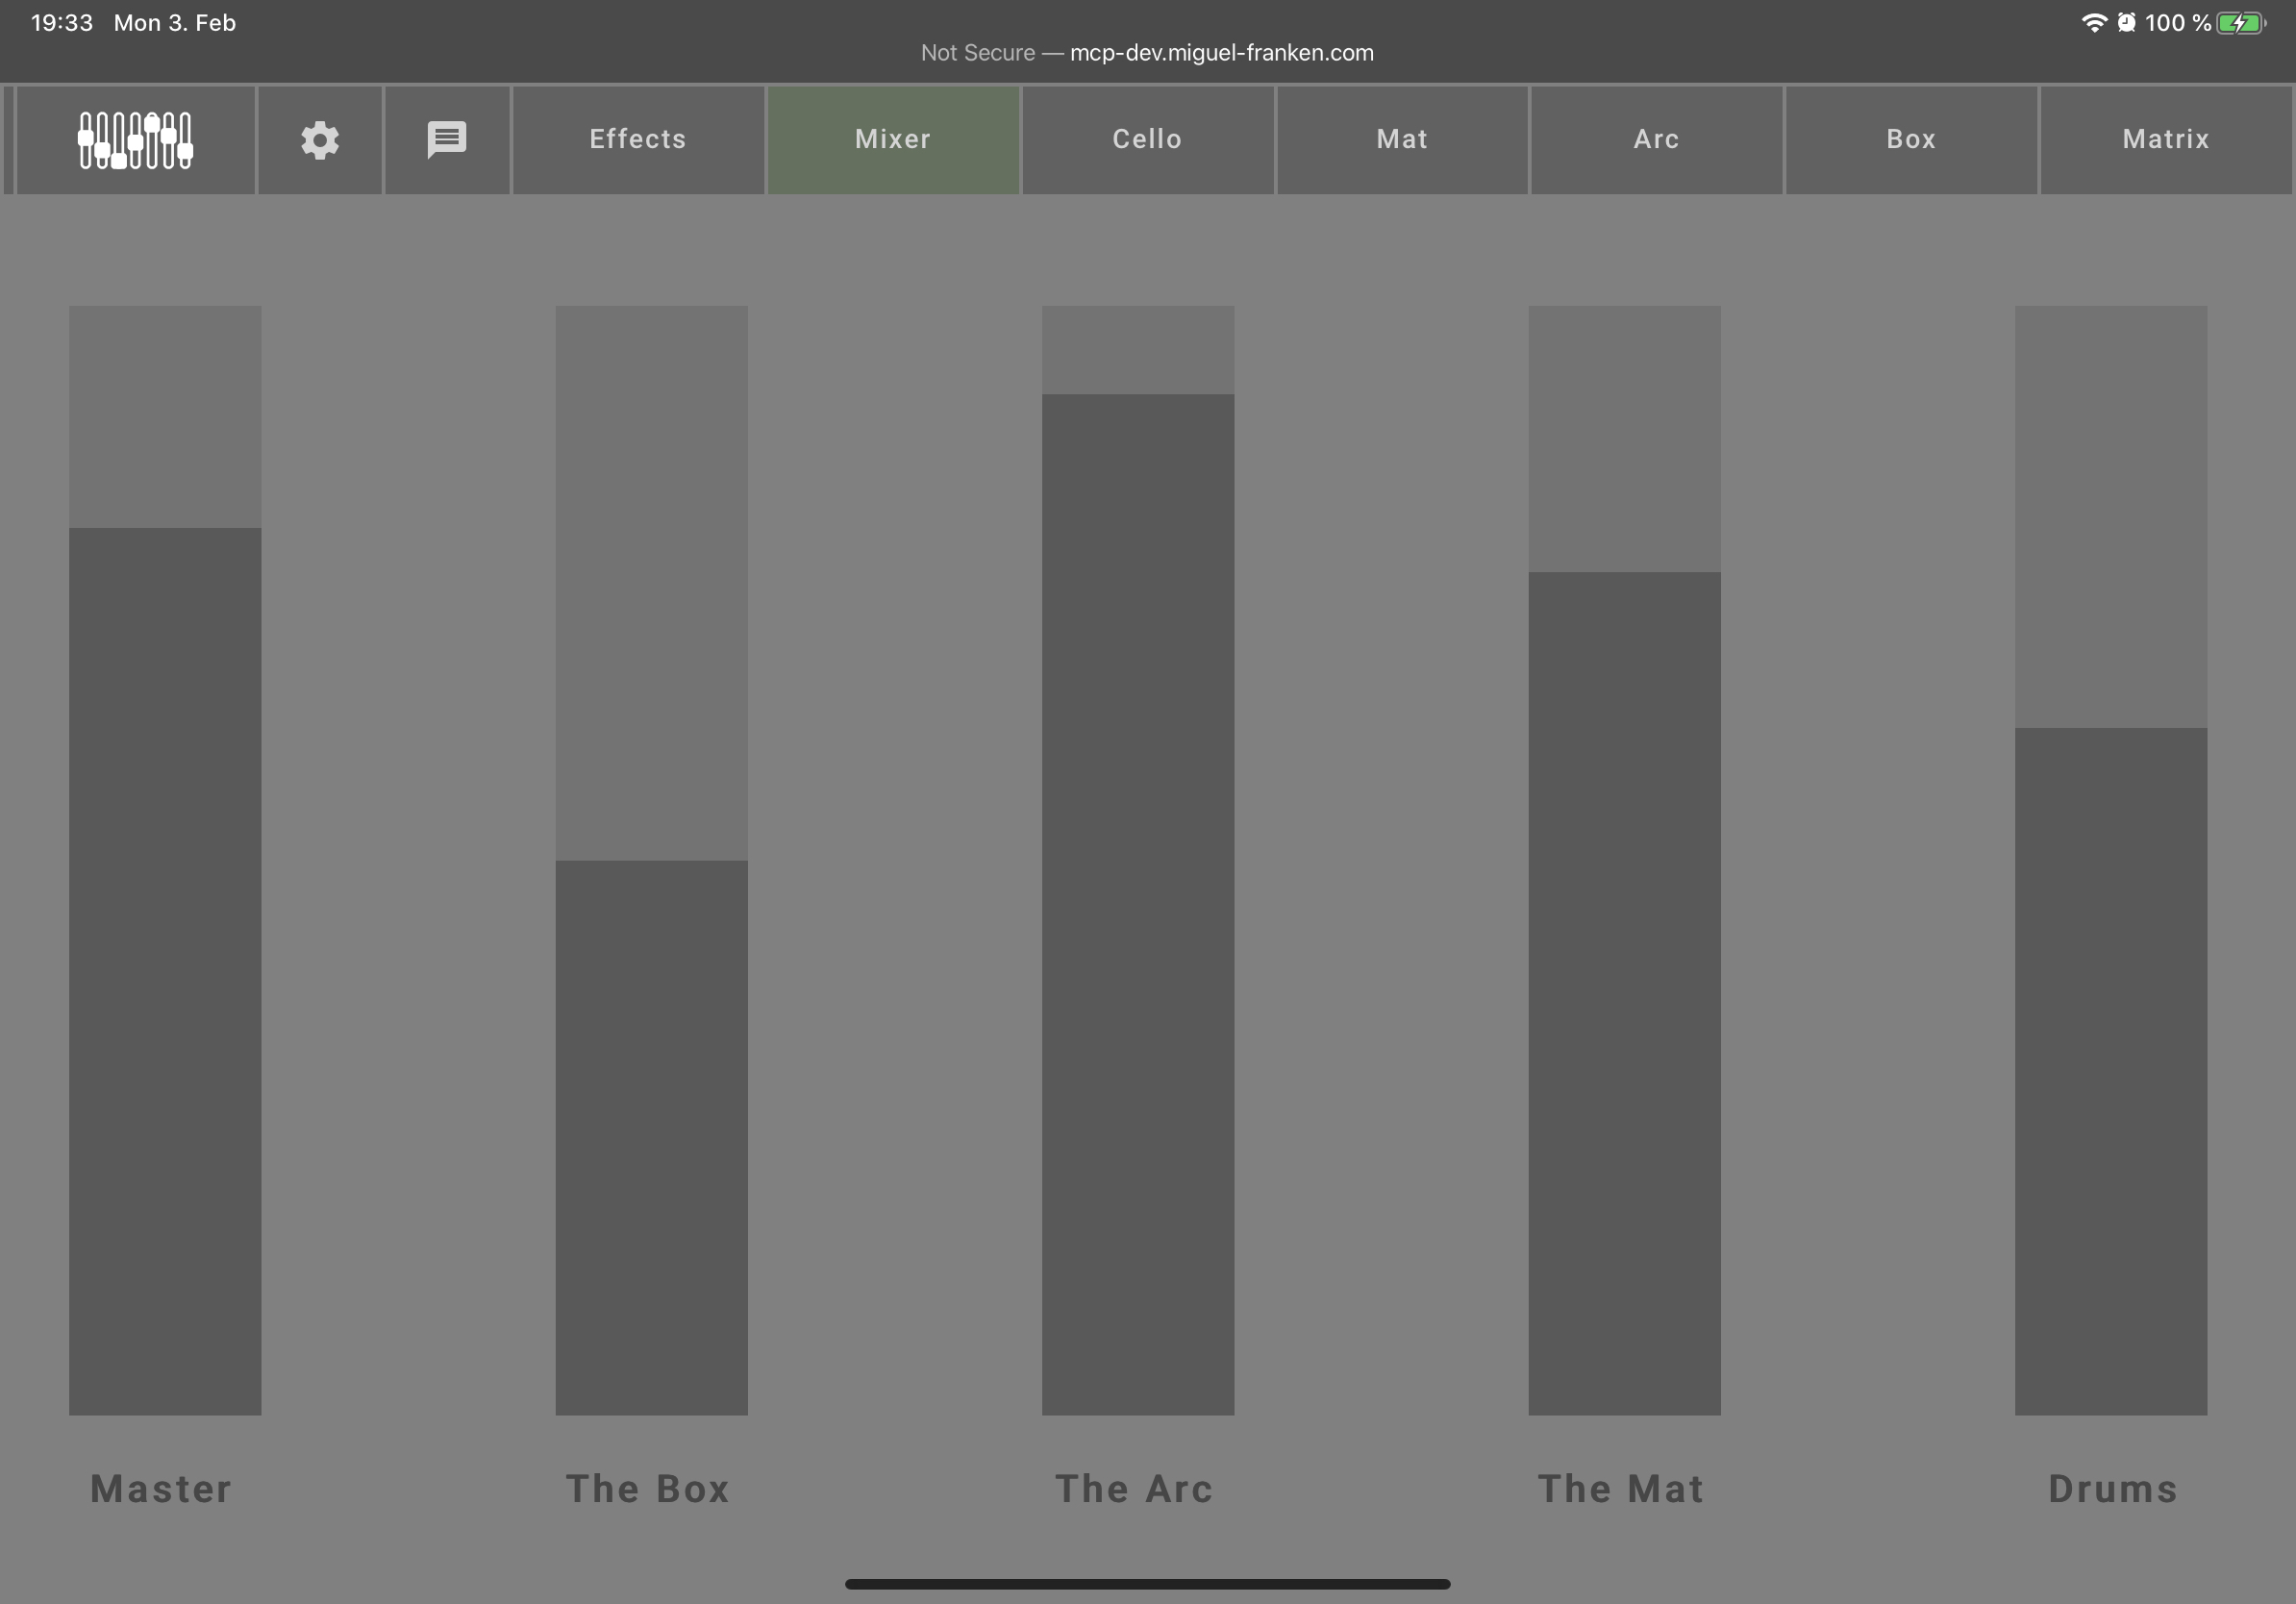 19:33 Mon 3. Feb 100 %
Not Secure — mcp-dev.miguel-franken.com
Effects Mixer Cello Mat Arc Box Matrix
Master The Box The Arc The Mat Drums